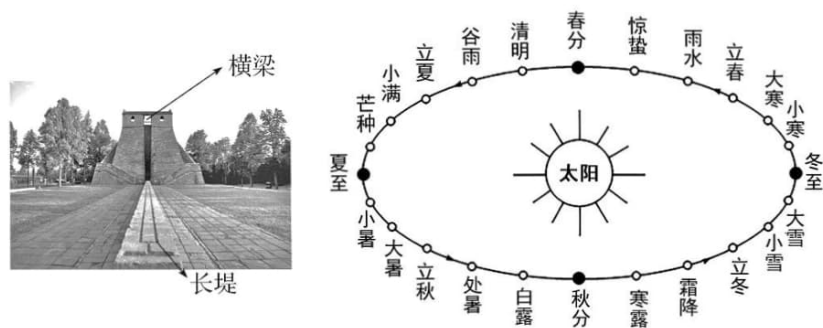 横梁
长堤
春分
惊蛰
雨水
立春
大寒
小寒
冬至
大雪
小雪
立冬
霜降
寒露
秋分
白露
处暑
立秋
大暑
小暑
夏至
芒种
小满
立夏
谷雨
清明
太阳